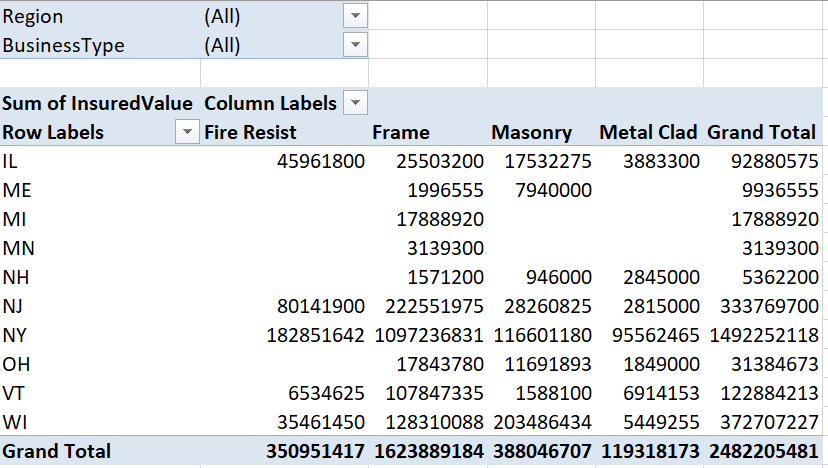 Region (All)
BusinessType (All)
Sum of InsuredValue Column Labels
Row Labels Fire Resist Frame Masonry Metal Clad Grand Total
IL 45961800 25503200 17532275 3883300 92880575
ME 1996555 7940000 9936555
MI 17888920 17888920
MN 3139300 3139300
NH 1571200 946000 2845000 5362200
NJ 80141900 222551975 28260825 2815000 333769700
NY 182851642 1097236831 116601180 95562465 1492252118
OH 17843780 11691893 1849000 31384673
VT 6534625 107847335 1588100 6914153 122884213
WI 35461450 128310088 203486434 5449255 372707227
Grand Total 350951417 1623889184 388046707 119318173 2482205481